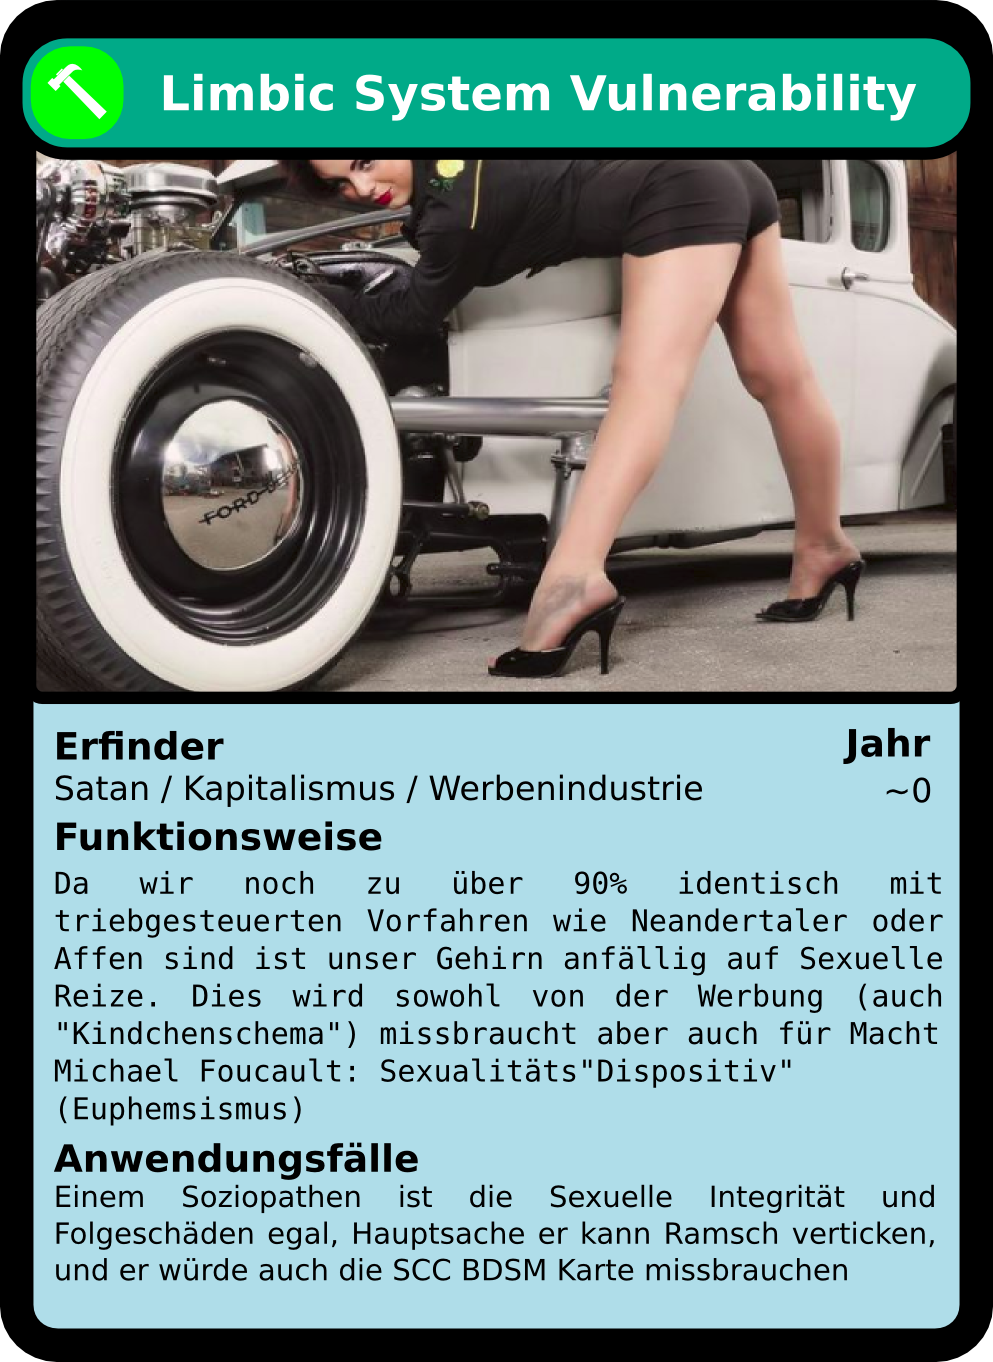 Limbic System Vulnerability
FORD
Erfinder
Jahr
Satan / Kapitalismus / Werbenindustrie
~0
Funktionsweise
Da wir noch zu über 90% identisch mit
triebgesteuerten Vorfahren wie Neandertaler oder
Affen sind ist unser Gehirn anfällig auf Sexuelle
Reize. Dies wird sowohl von der Werbung (auch
"Kindchenschema") missbraucht aber auch für Macht
Michael Foucault: Sexualitäts"Dispositiv"
(Euphemsismus)
Anwendungsfälle
Einem Soziopathen ist die Sexuelle Integrität und
Folgeschäden egal, Hauptsache er kann Ramsch verticken,
und er würde auch die SCC BDSM Karte missbrauchen